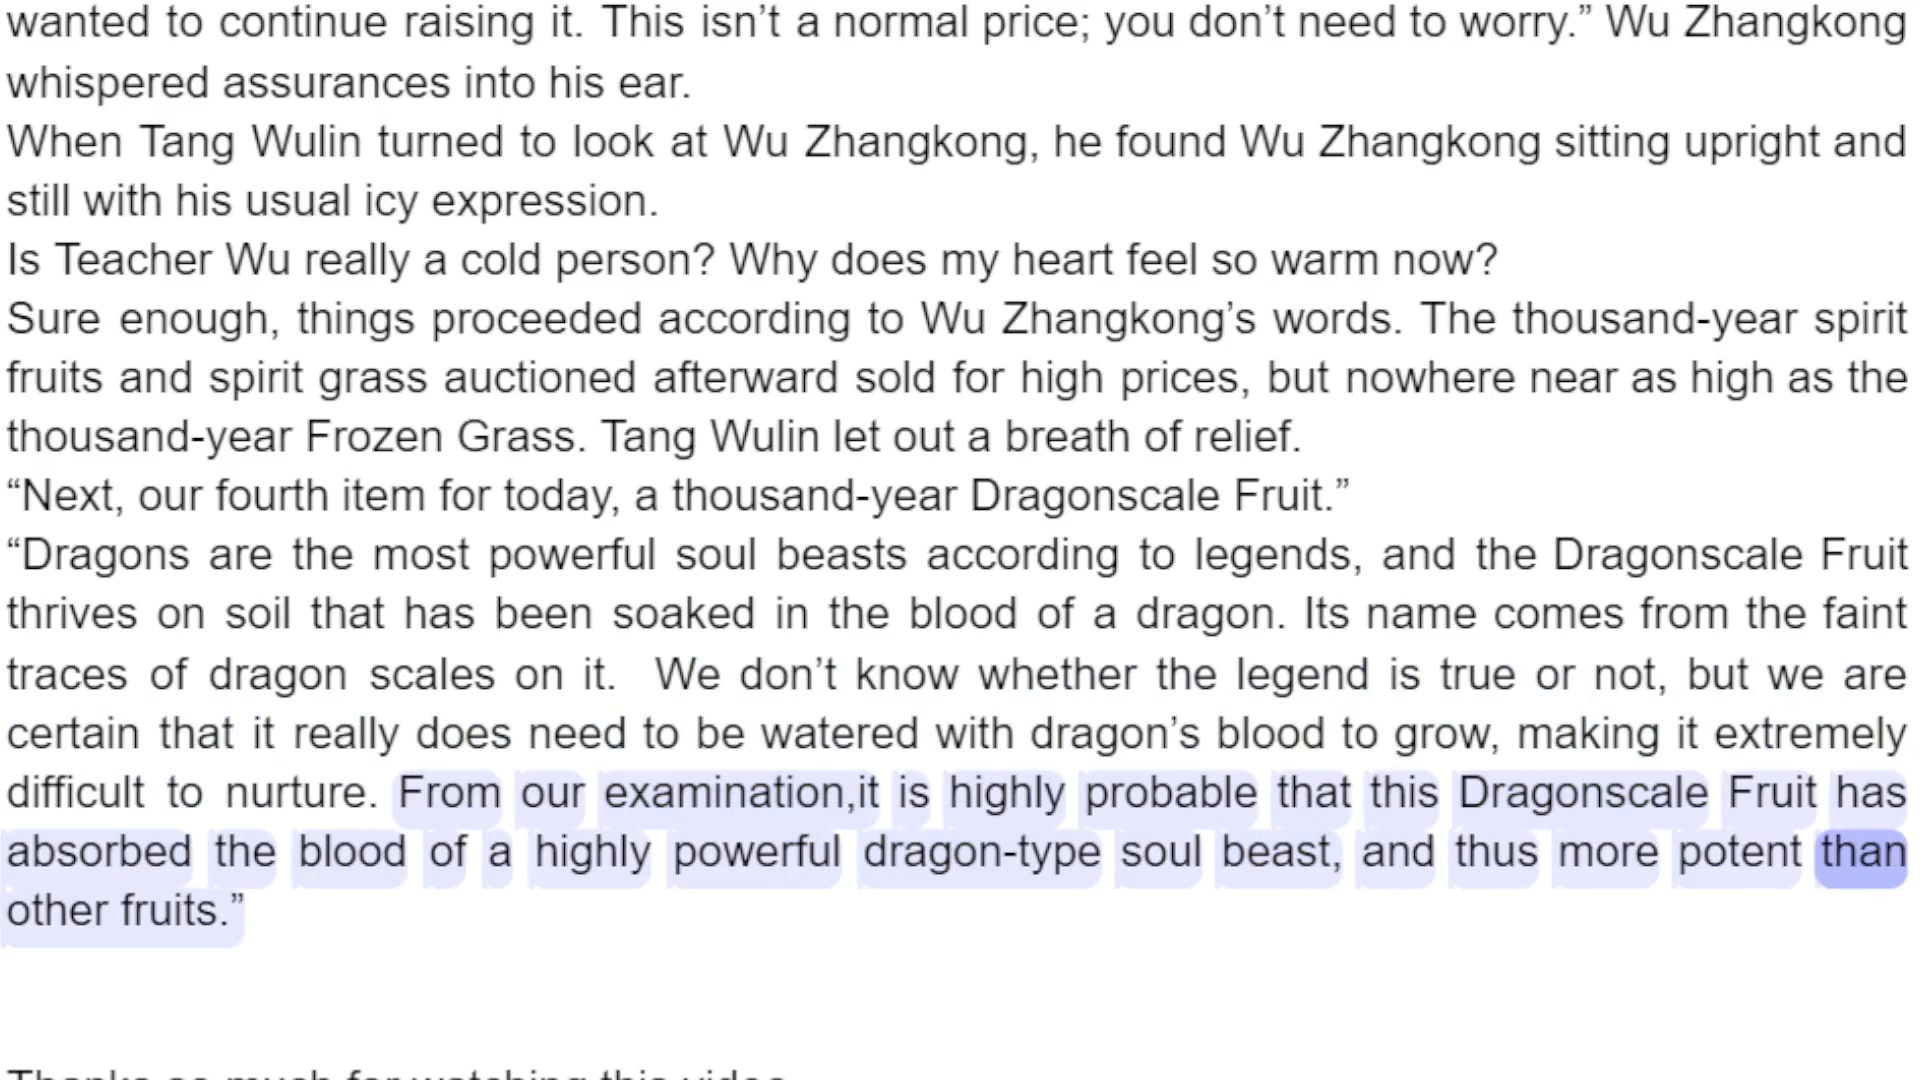 wanted to continue raising it. This isn’t a normal price; you don’t need to worry.” Wu Zhangkong
whispered assurances into his ear.
When Tang Wulin turned to look at Wu Zhangkong, he found Wu Zhangkong sitting upright and
still with his usual icy expression.
Is Teacher Wu really a cold person? Why does my heart feel so warm now?
Sure enough, things proceeded according to Wu Zhangkong’s words. The thousand-year spirit
fruits and spirit grass auctioned afterward sold for high prices, but nowhere near as high as the
thousand-year Frozen Grass. Tang Wulin let out a breath of relief.
“Next, our fourth item for today, a thousand-year Dragonscale Fruit.”
“Dragons are the most powerful soul beasts according to legends, and the Dragonscale Fruit
thrives on soil that has been soaked in the blood of a dragon. Its name comes from the faint
traces of dragon scales on it.  We don’t know whether the legend is true or not, but we are
certain that it really does need to be watered with dragon’s blood to grow, making it extremely
difficult to nurture. From our examination,it is highly probable that this Dragonscale Fruit has
absorbed the blood of a highly powerful dragon-type soul beast, and thus more potent than
other fruits.”
Thanks so much for watching this video